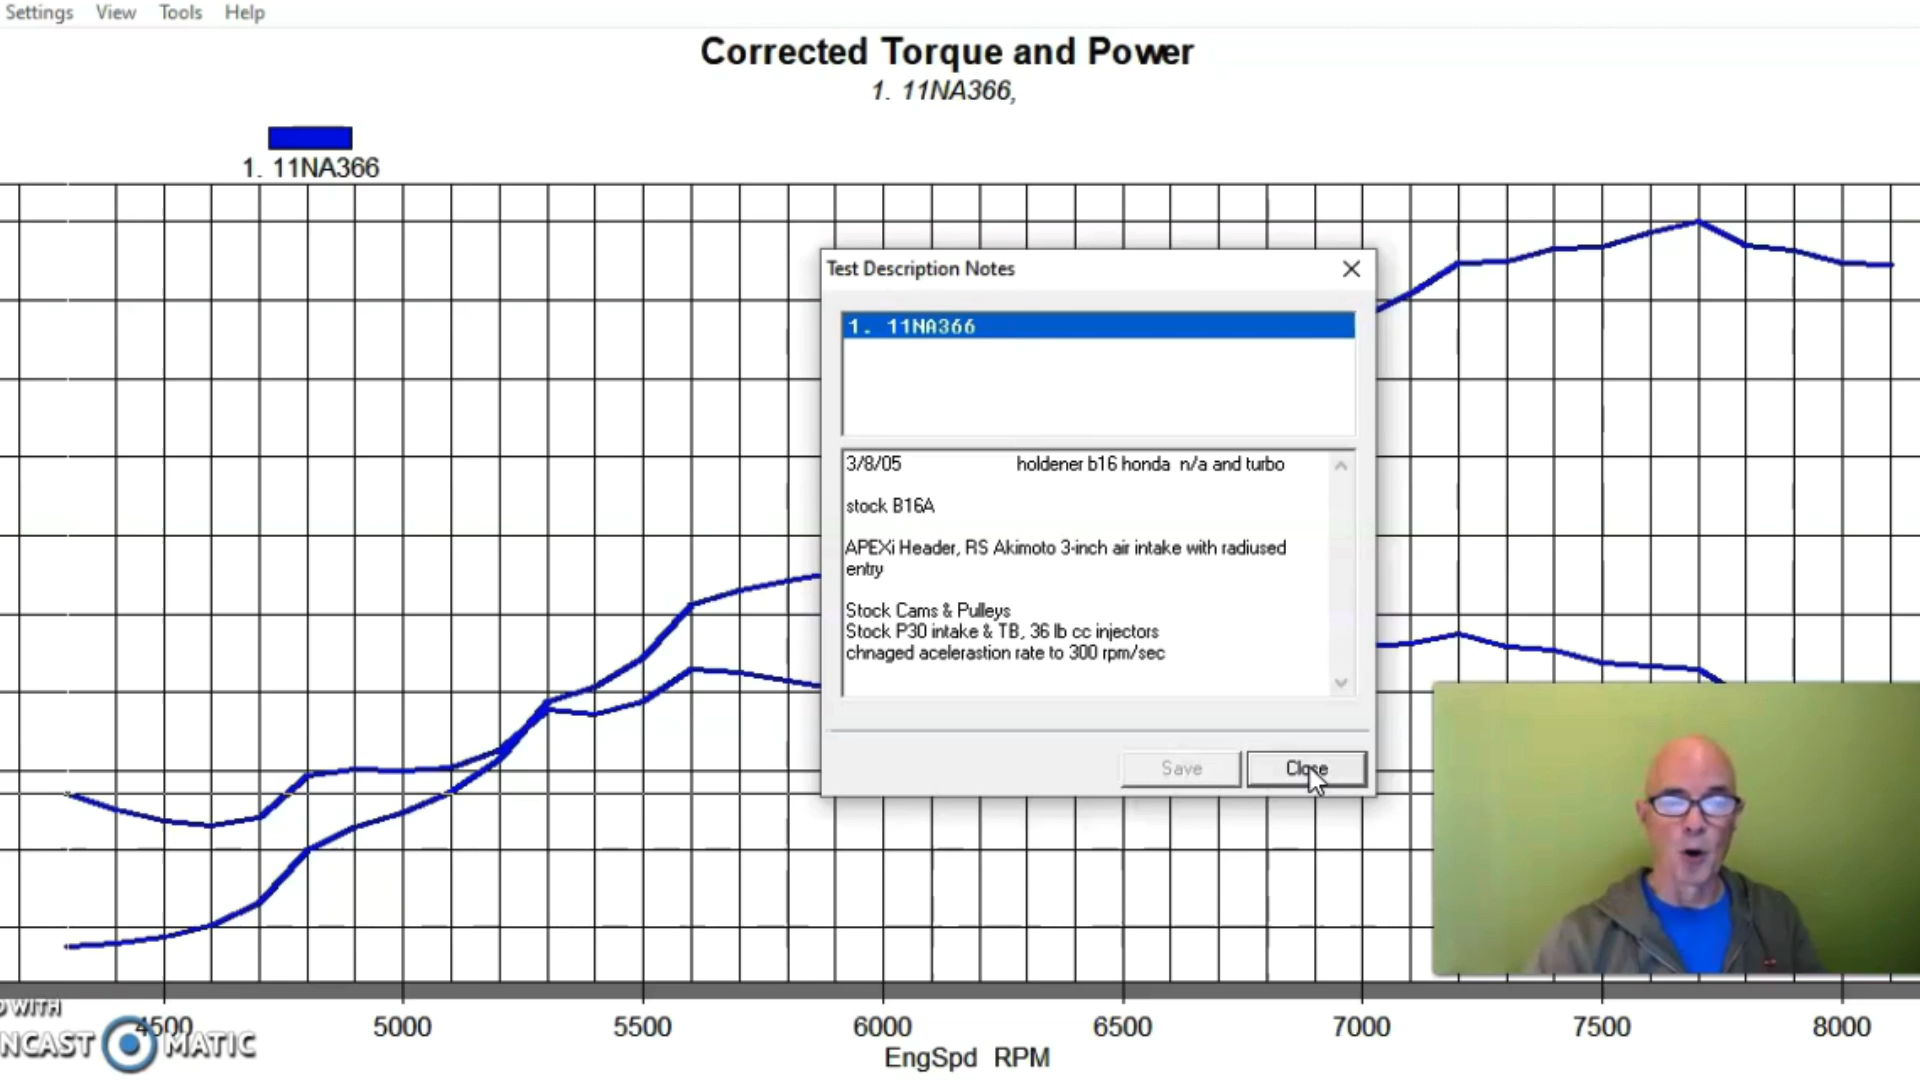 Settings View Tools Help
Corrected Torque and Power
1. 11NA366,
1. 11NA366
Test Description Notes
1. 11NA366
3/8/05 holdener b16 honda n/a and turbo
stock B16A
APEXi Header, RS Akimoto 3-inch air intake with radiused
entry
Stock Cams & Pulleys
Stock P30 intake & TB, 36 lb cc injectors
chnaged acelerastion rate to 300 rpm/sec
Save Close
4500 5000 5500 6000 6500 7000 7500 8000
EngSpd RPM
WITH
NCAST MATIC